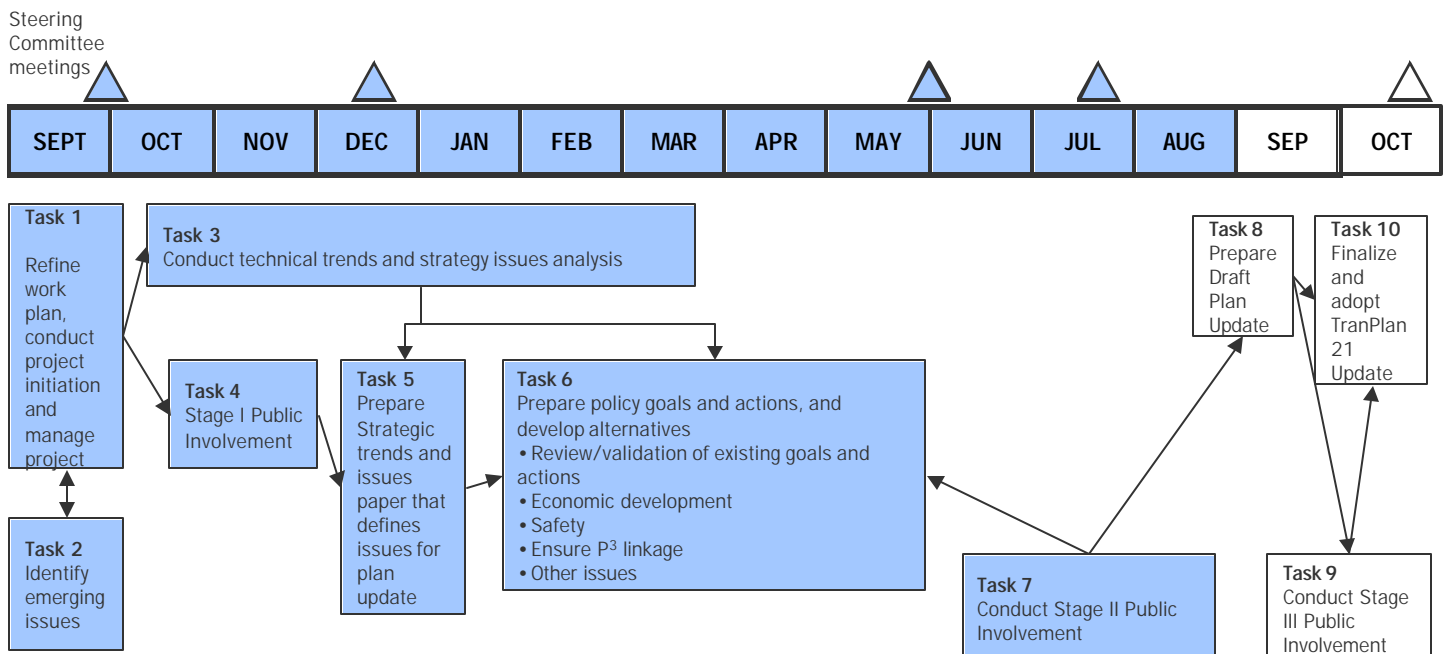 Steering
Committee
meetings
SEPT OCT NOV DEC JAN FEB MAR APR MAY JUN JUL AUG SEP OCT
Task 1
Refine
work
plan,
conduct
project
initiation
and
manage
project
Task 2
Identify
emerging
issues
Task 3
Conduct technical trends and strategy issues analysis
Task 4
Stage I Public
Involvement
Task 5
Prepare
Strategic
trends and
issues
paper that
defines
issues for
plan
update
Task 6
Prepare policy goals and actions, and
develop alternatives
• Review/validation of existing goals and
actions
• Economic development
• Safety
• Ensure P³ linkage
• Other issues
Task 7
Conduct Stage II Public
Involvement
Task 8
Prepare
Draft
Plan
Update
Task 9
Conduct Stage
III Public
Involvement
Task 10
Finalize
and
adopt
TranPlan
21
Update